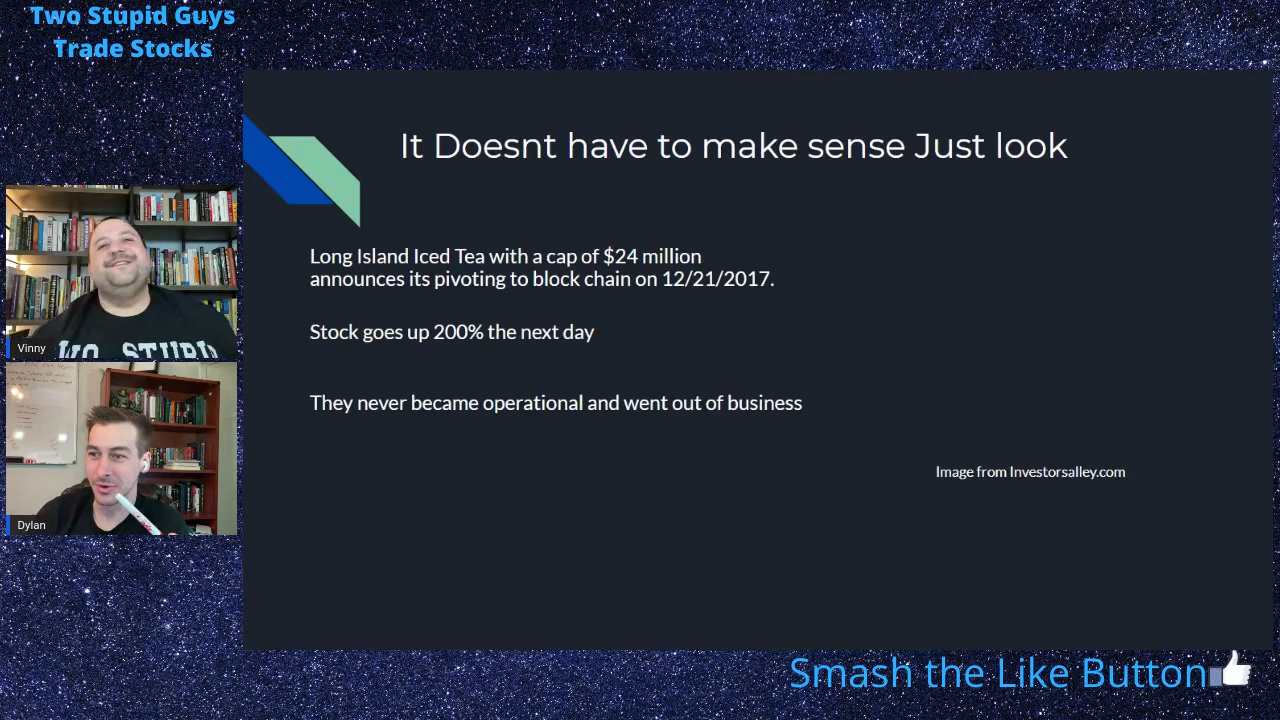 Two Stupid Guys
Trade Stocks
It Doesnt have to make sense Just look
Long Island Iced Tea with a cap of $24 million
announces its pivoting to block chain on 12/21/2017.
Stock goes up 200% the next day
They never became operational and went out of business
Image from Investorsalley.com
Vinny
WO STUPID
Dylan
Smash the Like Button